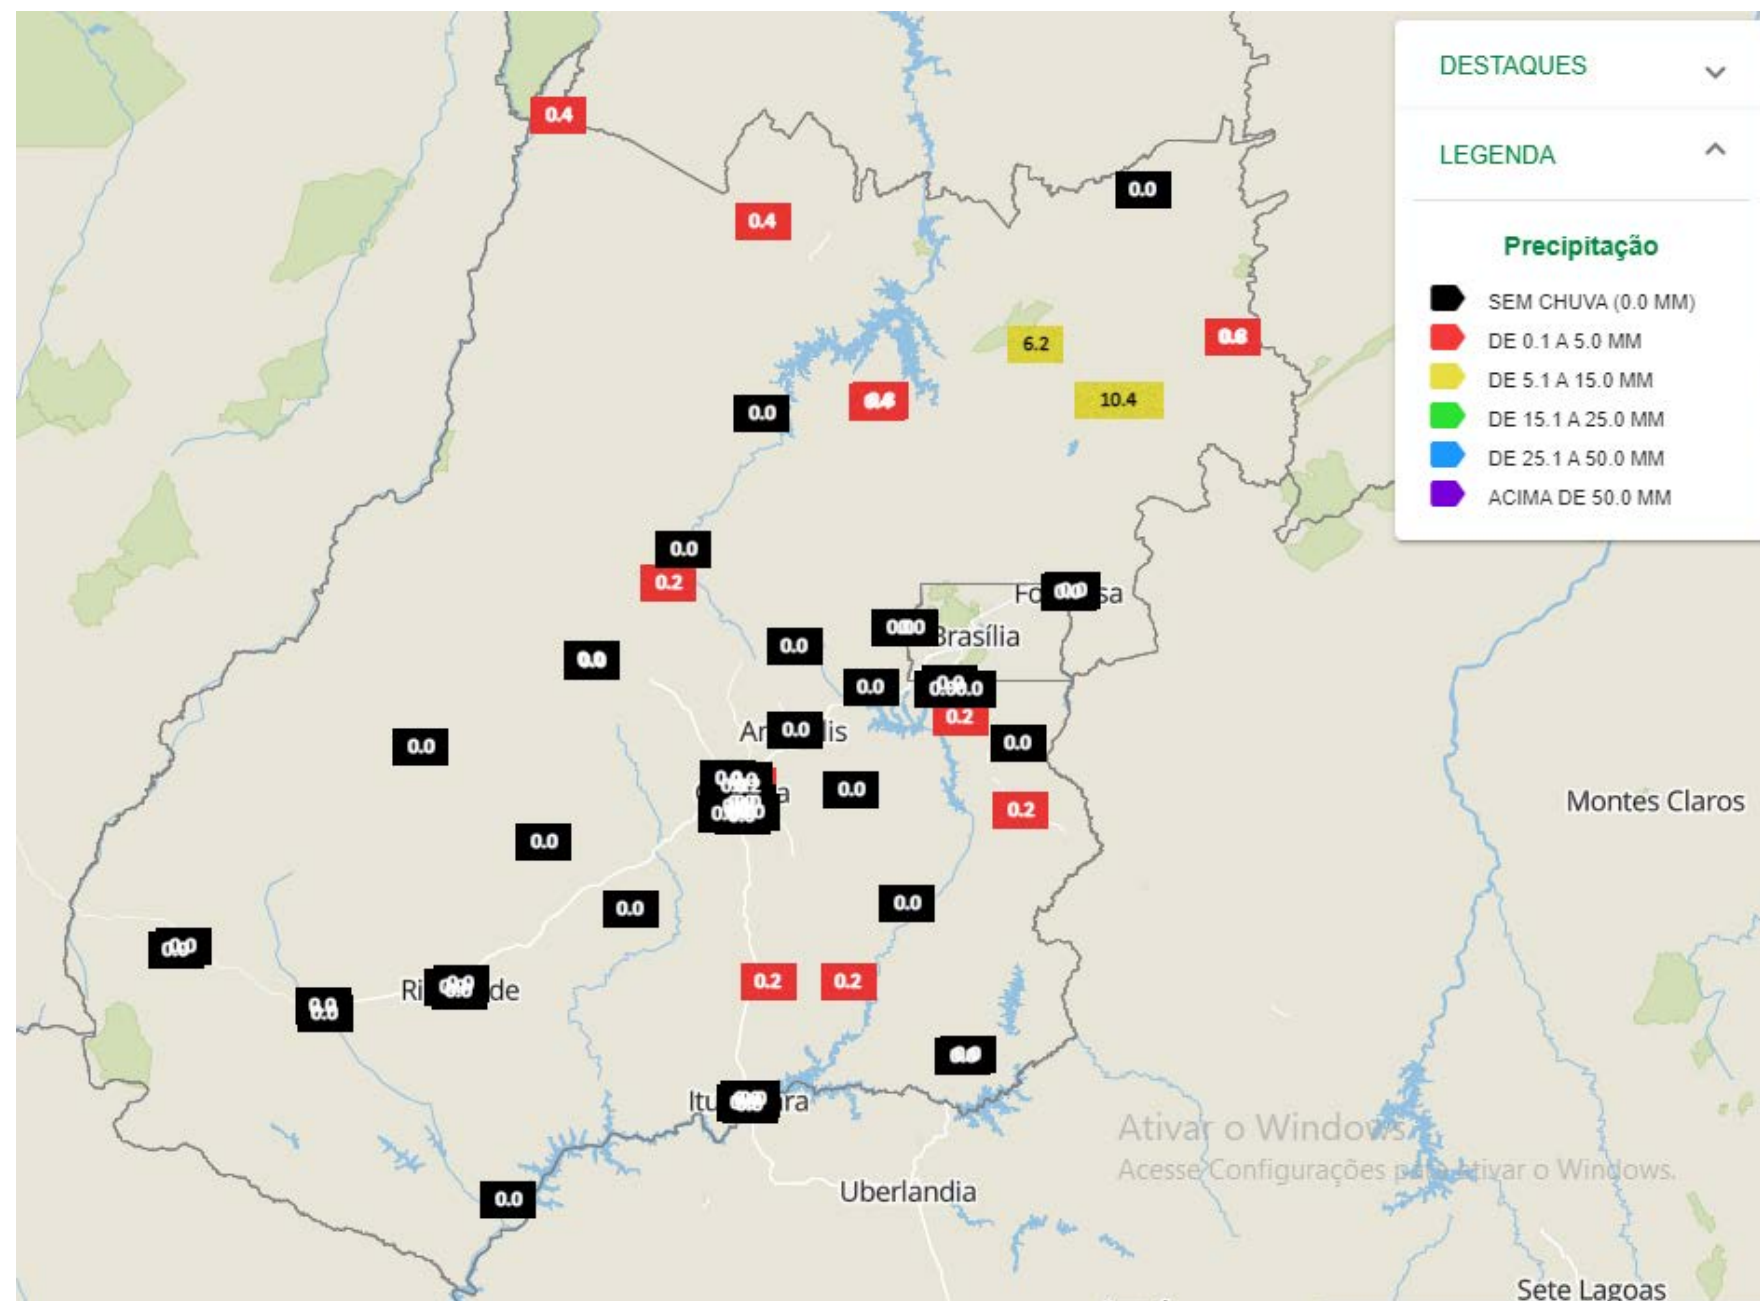 DESTAQUES
0.4
LEGENDA
0.0
0.4
Precipitação
SEM CHUVA (0.0 MM)
DE 0.1 A 5.0 MM
6.2
DE 5.1 A 15.0 MM
10.4
0.0
DE 15.1 A 25.0 MM
DE 25.1 A 50.0 MM
ACIMA DE 50.0 MM
0.0
0.2
0.0
Brasília
0.0
0.0
0.0
0.2
0.0
0.0
0.0
0.0
Montes Claros
0.2
0.0
0.0
0.0
0.2
0.2
Ativar o Windows
Acesse Configurações para ativar o Windows.
Uberlandia
0.0
Sete Lagoas